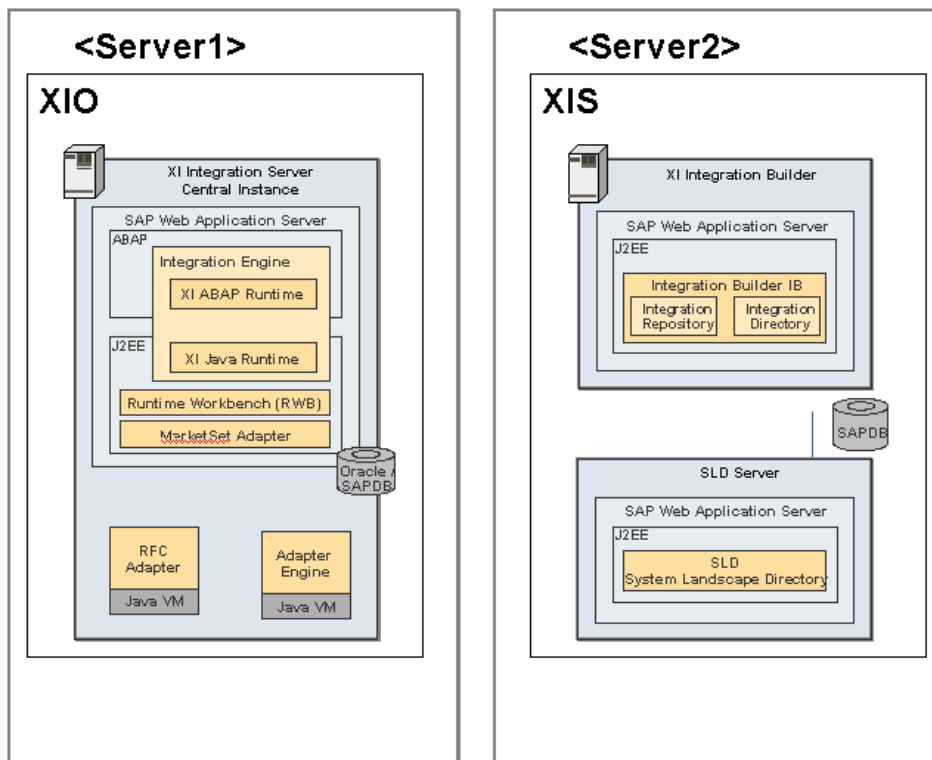 <Server1>
XIO
XI Integration Server
Central Instance
SAP Web Application Server
ABAP
Integration Engine
XI ABAP Runtime
J2EE
XI Java Runtime
Runtime Workbench (RWB)
MarketSet Adapter
Oracle /
SAPDB
RFC
Adapter
Java VM
Adapter
Engine
Java VM
<Server2>
XIS
XI Integration Builder
SAP Web Application Server
J2EE
Integration Builder IB
Integration
Repository
Integration
Directory
SAPDB
SLD Server
SAP Web Application Server
J2EE
SLD
System Landscape Directory